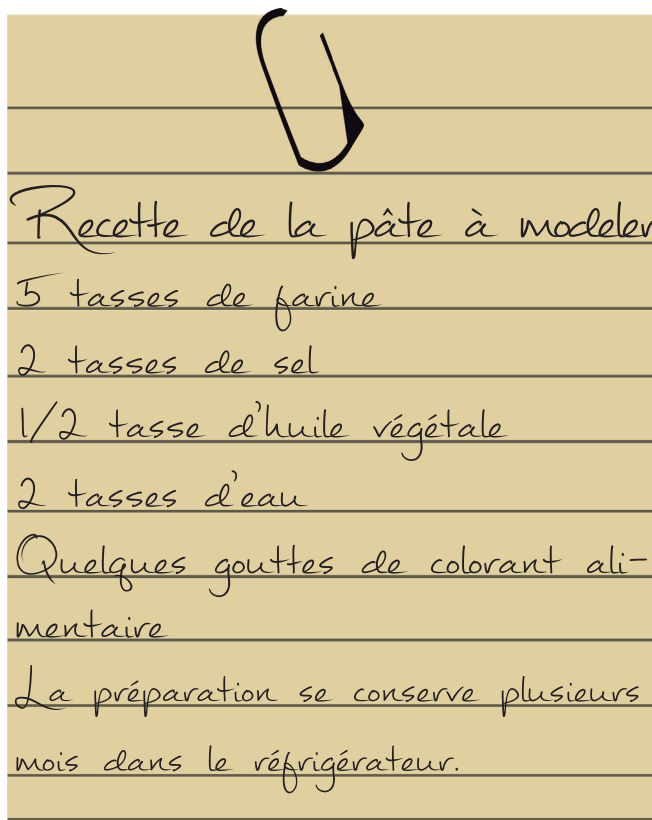 Recette de la pâte à modeler
5 tasses de farine
2 tasses de sel
1/2 tasse d'huile végétale
2 tasses d'eau
Quelques gouttes de colorant ali-
mentaire
La préparation se conserve plusieurs
mois dans le réfrigérateur.